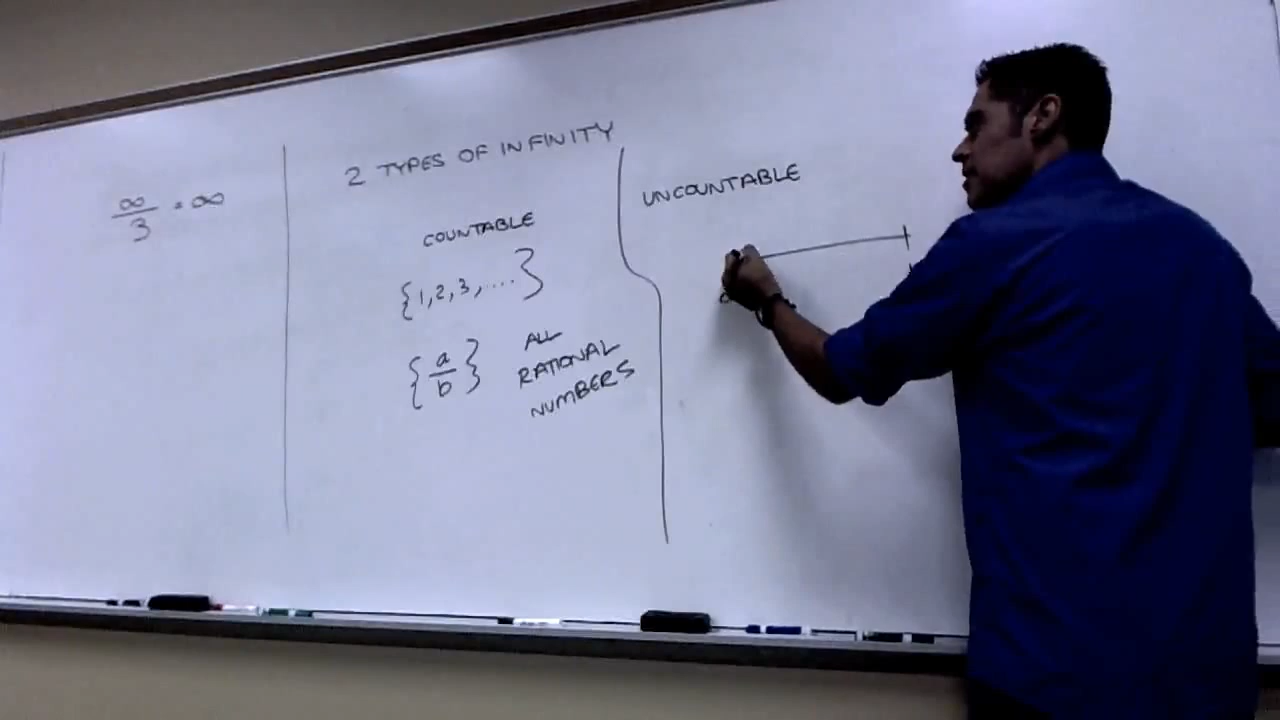 ∞/3 = ∞
2 TYPES OF INFINITY
COUNTABLE
{1, 2, 3, ....}
{a/b} ALL
RATIONAL
NUMBERS
UNCOUNTABLE